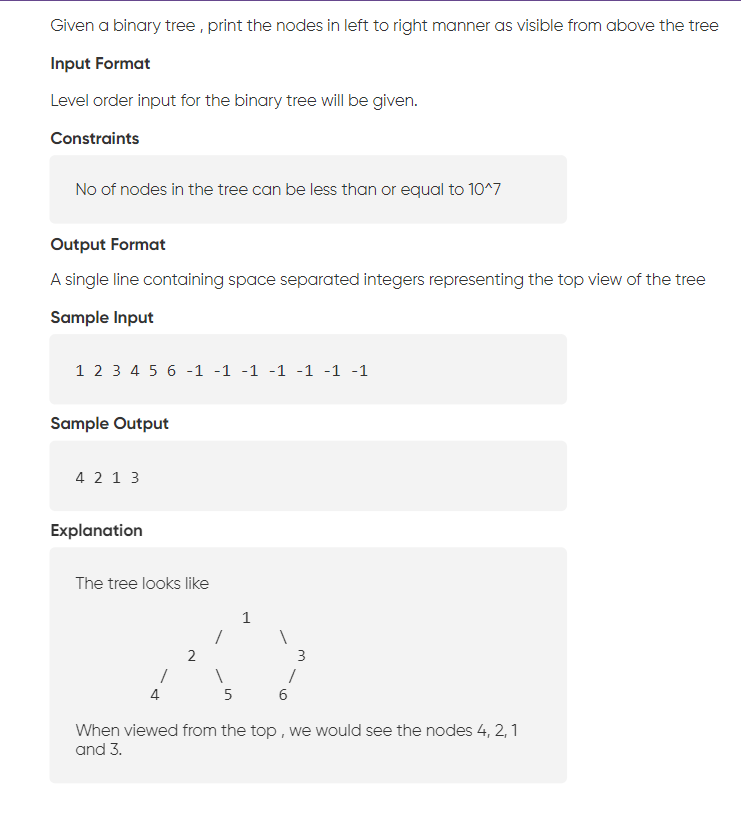 Given a binary tree , print the nodes in left to right manner as visible from above the tree
Input Format
Level order input for the binary tree will be given.
Constraints
No of nodes in the tree can be less than or equal to 10^7
Output Format
A single line containing space separated integers representing the top view of the tree
Sample Input
1 2 3 4 5 6 -1 -1 -1 -1 -1 -1 -1
Sample Output
4 2 1 3
Explanation
The tree looks like
1
/ \
2 3
/ \ /
4 5 6
When viewed from the top , we would see the nodes 4, 2, 1
and 3.